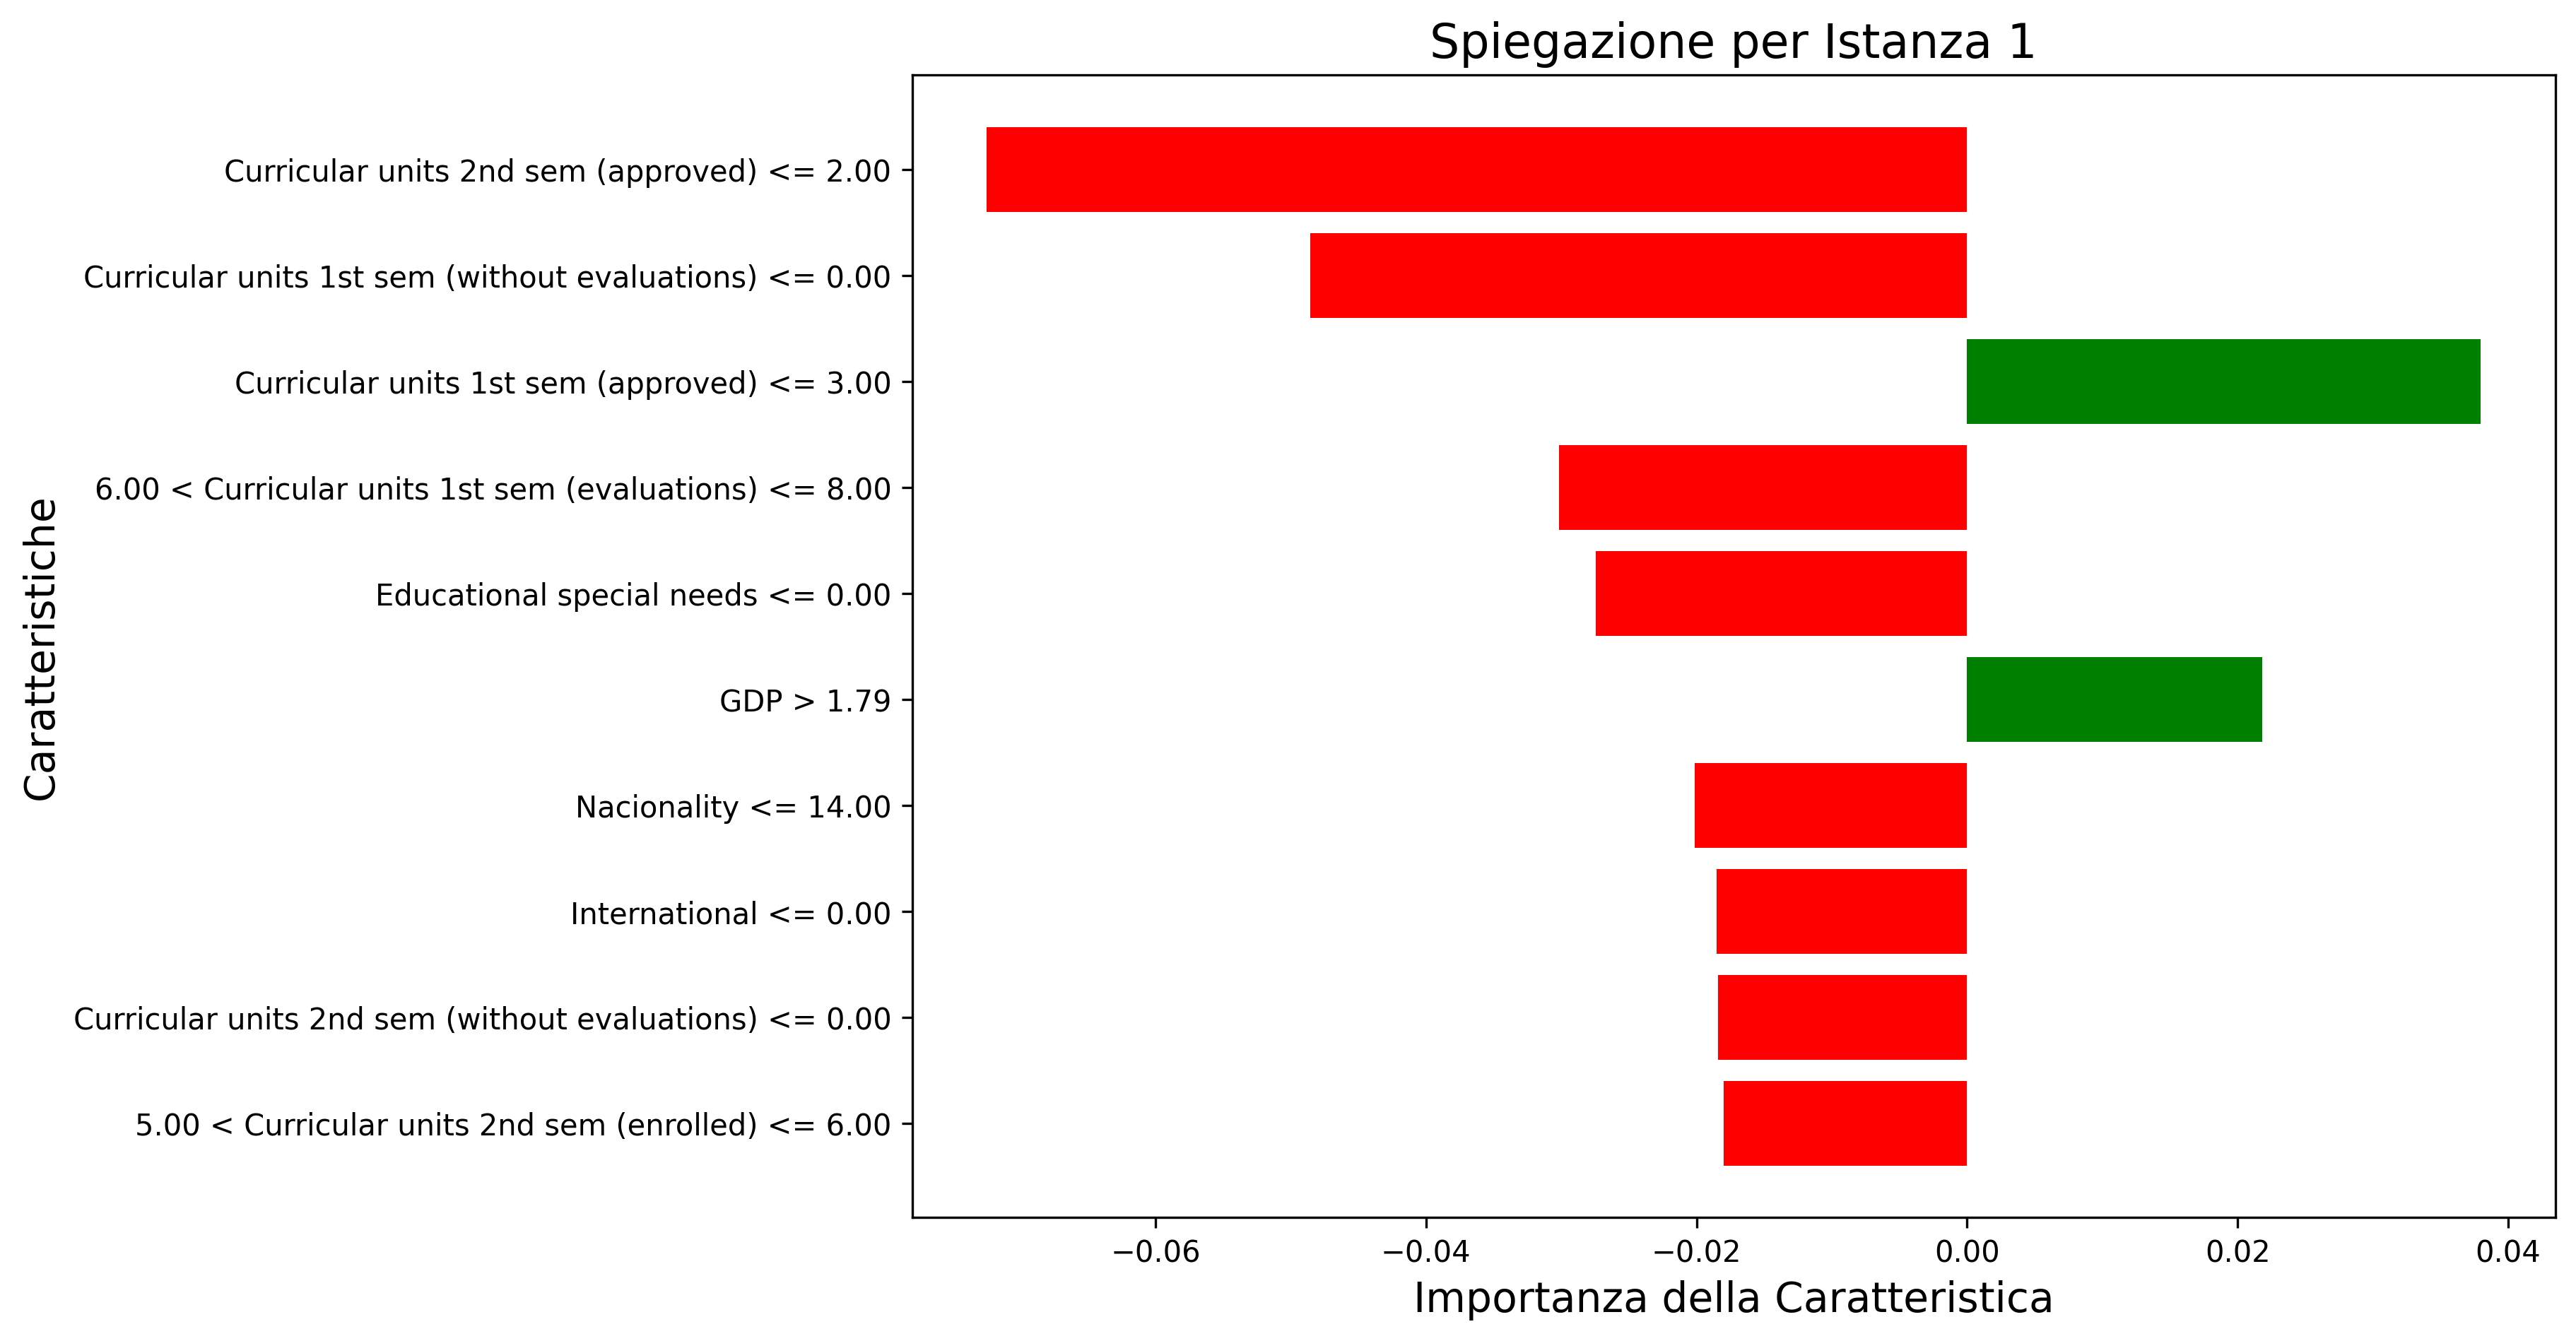 Spiegazione per Istanza 1
Curricular units 2nd sem (approved) <= 2.00
Curricular units 1st sem (without evaluations) <= 0.00
Curricular units 1st sem (approved) <= 3.00
6.00 < Curricular units 1st sem (evaluations) <= 8.00
Educational special needs <= 0.00
GDP > 1.79
Nacionality <= 14.00
International <= 0.00
Curricular units 2nd sem (without evaluations) <= 0.00
5.00 < Curricular units 2nd sem (enrolled) <= 6.00
Caratteristiche
−0.06 −0.04 −0.02 0.00 0.02 0.04
Importanza della Caratteristica